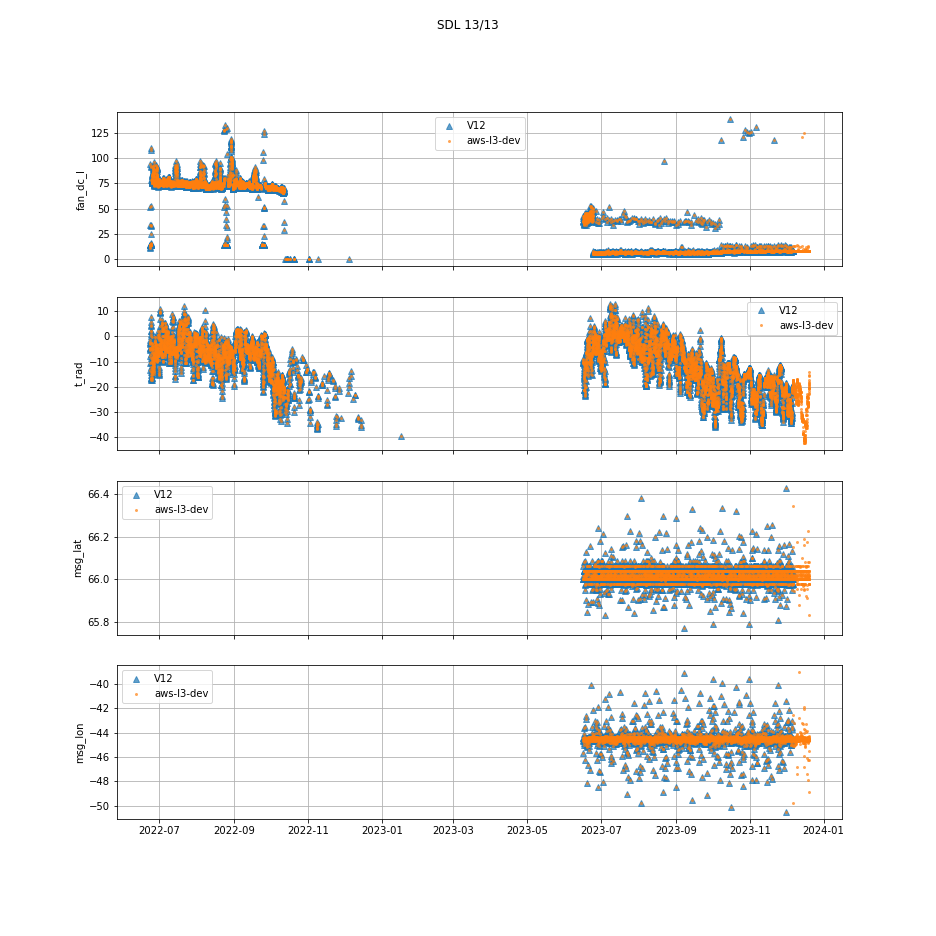 SDL 13/13
V12
aws-l3-dev
125
100
75
50
25
0
fan_dc_l
V12
aws-l3-dev
10
0
−10
−20
−30
−40
t_rad
V12
aws-l3-dev
66.4
66.2
66.0
65.8
msg_lat
V12
aws-l3-dev
−40
−42
−44
−46
−48
−50
msg_lon
2022-07 2022-09 2022-11 2023-01 2023-03 2023-05 2023-07 2023-09 2023-11 2024-01